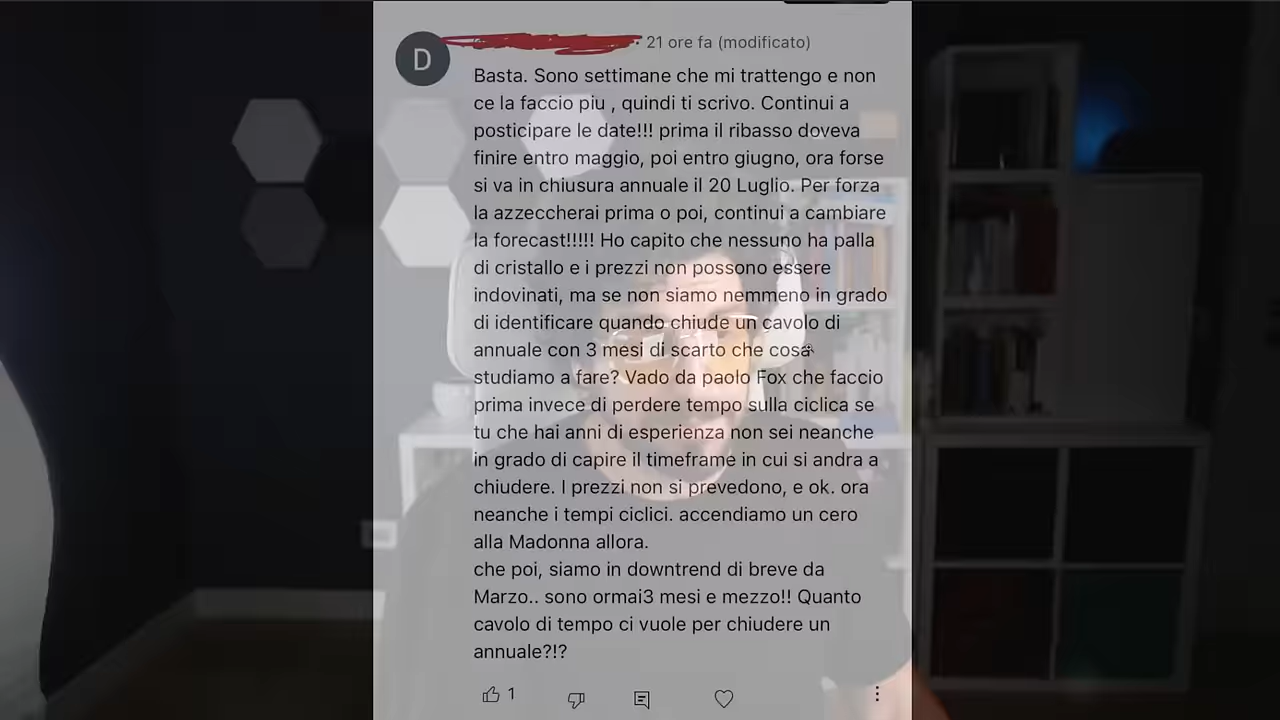 D
21 ore fa (modificato)
Basta. Sono settimane che mi trattengo e non
ce la faccio piu , quindi ti scrivo. Continui a
posticipare le date!!! prima il ribasso doveva
finire entro maggio, poi entro giugno, ora forse
si va in chiusura annuale il 20 Luglio. Per forza
la azzeccherai prima o poi, continui a cambiare
la forecast!!!!! Ho capito che nessuno ha palla
di cristallo e i prezzi non possono essere
indovinati, ma se non siamo nemmeno in grado
di identificare quando chiude un cavolo di
annuale con 3 mesi di scarto che cosa
studiamo a fare? Vado da paolo Fox che faccio
prima invece di perdere tempo sulla ciclica se
tu che hai anni di esperienza non sei neanche
in grado di capire il timeframe in cui si andra a
chiudere. I prezzi non si prevedono, e ok. ora
neanche i tempi ciclici. accendiamo un cero
alla Madonna allora.
che poi, siamo in downtrend di breve da
Marzo.. sono ormai3 mesi e mezzo!! Quanto
cavolo di tempo ci vuole per chiudere un
annuale?!?
1